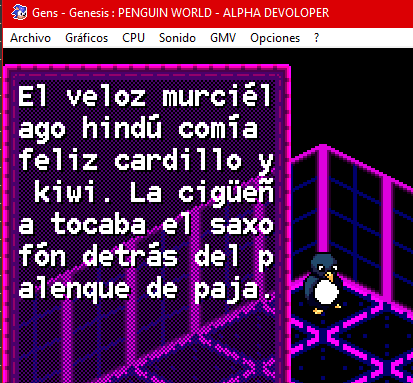 Gens - Genesis : PENGUIN WORLD - ALPHA DEVOLOPER
Archivo Gráficos CPU Sonido GMV Opciones ?
El veloz murciél
ago hindú comía
feliz cardillo y
kiwi. La cigüeñ
a tocaba el saxo
fón detrás del p
alenque de paja.